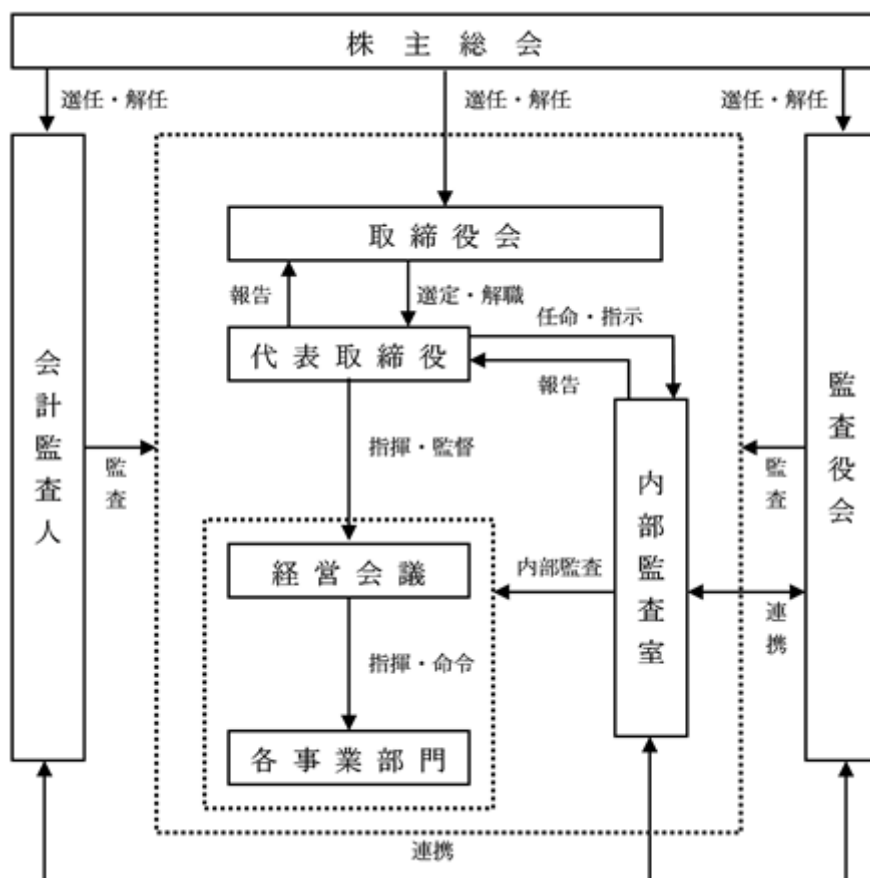 株主総会
選任・解任
選任・解任
選任・解任
取締役会
報告
選定・解職
任命・指示
代表取締役
報告
会計監査人
監査役会
指揮・監督
監査
監査
内部監査室
経営会議
内部監査
連携
指揮・命令
各事業部門
連携